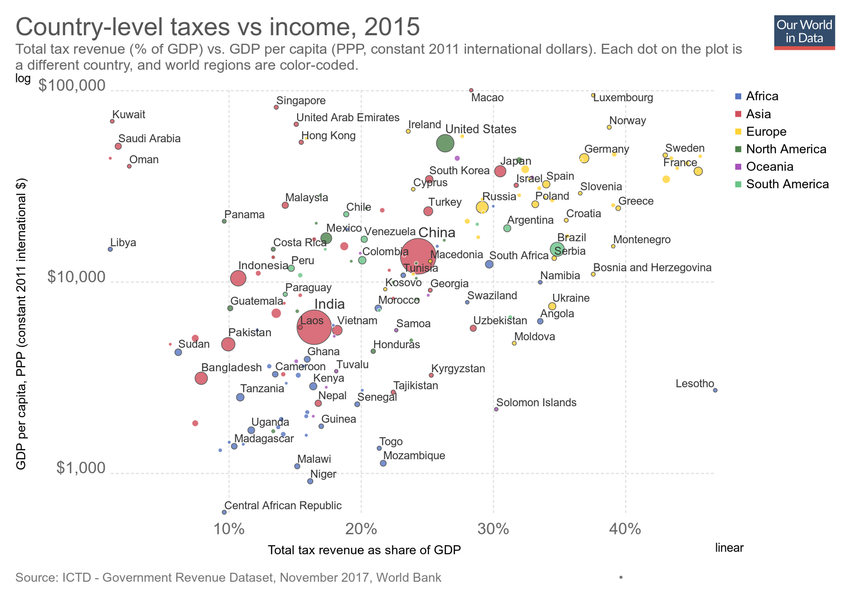 Country-level taxes vs income, 2015
Our World
in Data
Total tax revenue (% of GDP) vs. GDP per capita (PPP, constant 2011 international dollars). Each dot on the plot is
a different country, and world regions are color-coded.
log
$100,000
Macao
Luxembourg
Africa
Singapore
Asia
Kuwait
United Arab Emirates
Ireland
United States
Norway
Europe
Hong Kong
North America
Saudi Arabia
Germany
Sweden
Oceania
Oman
Japan
France
South America
South Korea
Israel
Spain
Cyprus
Slovenia
Malaysia
Turkey
Russia
Poland
Greece
Panama
Chile
Argentina
Croatia
Mexico
Venezuela
China
Brazil
Montenegro
Libya
Costa Rica
Colombia
Macedonia
South Africa
Serbia
Indonesia
Peru
Tunisia
Bosnia and Herzegovina
$10,000
Kosovo
Georgia
Namibia
Paraguay
Guatemala
India
Morocco
Swaziland
Ukraine
Laos
Vietnam
Samoa
Uzbekistan
Angola
Pakistan
Sudan
Honduras
Moldova
Ghana
Bangladesh
Cameroon
Tuvalu
Kyrgyzstan
Kenya
Tanzania
Nepal
Senegal
Tajikistan
Lesotho
Solomon Islands
Uganda
Guinea
Madagascar
Togo
Malawi
Mozambique
$1,000
Niger
Central African Republic
GDP per capita, PPP (constant 2011 international $)
10%
20%
30%
40%
Total tax revenue as share of GDP
linear
Source: ICTD - Government Revenue Dataset, November 2017, World Bank